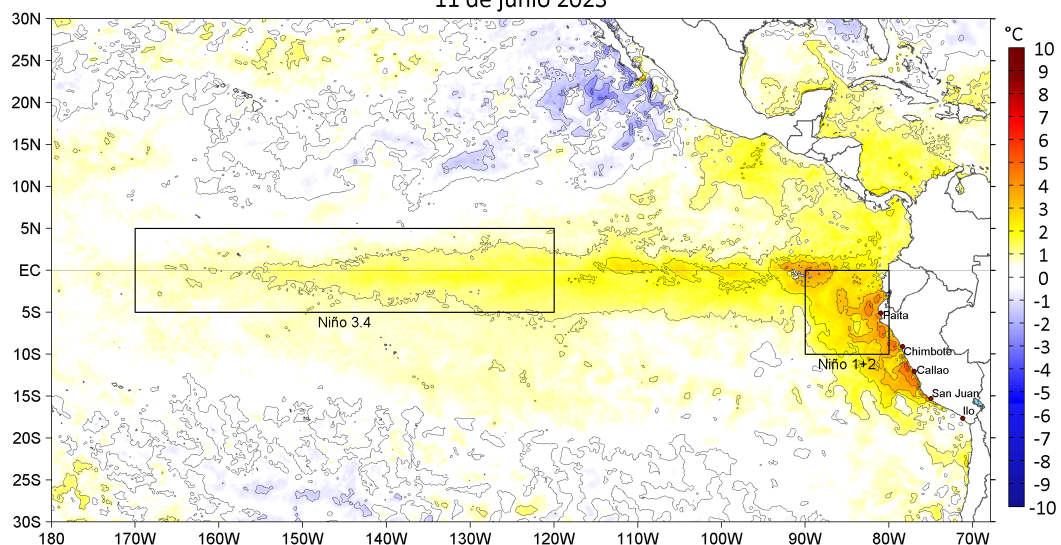 11 de junio 2023
30N
25N
20N
15N
10N
5N
EC
5S
10S
15S
20S
25S
30S
180
170W
160W
150W
140W
130W
120W
110W
100W
90W
80W
70W
Niño 3.4
Niño 1+2
Paita
Chimbote
Callao
San Juan
Ilo
°C
10
9
8
7
6
5
4
3
2
1
0
-1
-2
-3
-4
-5
-6
-7
-8
-9
-10